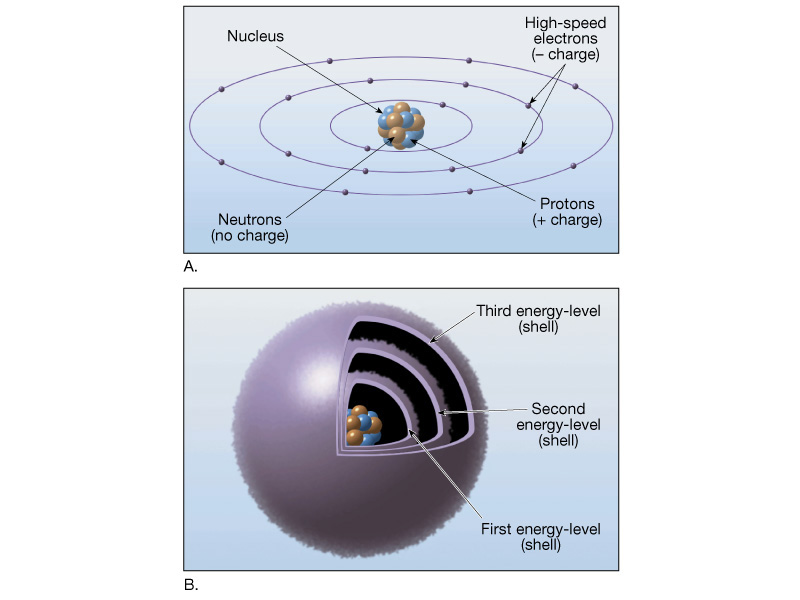 Nucleus
High-speed
electrons
(– charge)
Neutrons
(no charge)
Protons
(+ charge)
A.
Third energy-level
(shell)
Second
energy-level
(shell)
First energy-level
(shell)
B.